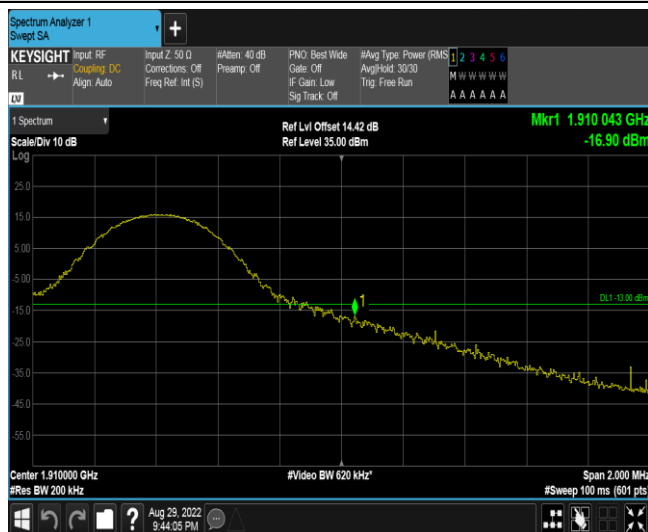 Spectrum Analyzer 1
Swept SA
KEYSIGHT
RL
LXI
Input: RF
Coupling: DC
Align: Auto
Input Z: 50 Ω
Corrections: Off
Freq Ref: Int (S)
#Atten: 40 dB
Preamp: Off
PNO: Best Wide
Gate: Off
IF Gain: Low
Sig Track: Off
#Avg Type: Power (RMS
Avg|Hold: 30/30
Trig: Free Run
1 2 3 4 5 6
M W W W W W
A A A A A A
1 Spectrum
Scale/Div 10 dB
Log
Ref Lvl Offset 14.42 dB
Ref Level 35.00 dBm
Mkr1 1.910 043 GHz
-16.90 dBm
25.0
15.0
5.00
-5.00
-15.0
-25.0
-35.0
-45.0
-55.0
1
DL1 -13.00 dBm
Center 1.910000 GHz
#Res BW 200 kHz
#Video BW 620 kHz*
Span 2.000 MHz
#Sweep 100 ms (601 pts)
Aug 29, 2022
9:44:05 PM